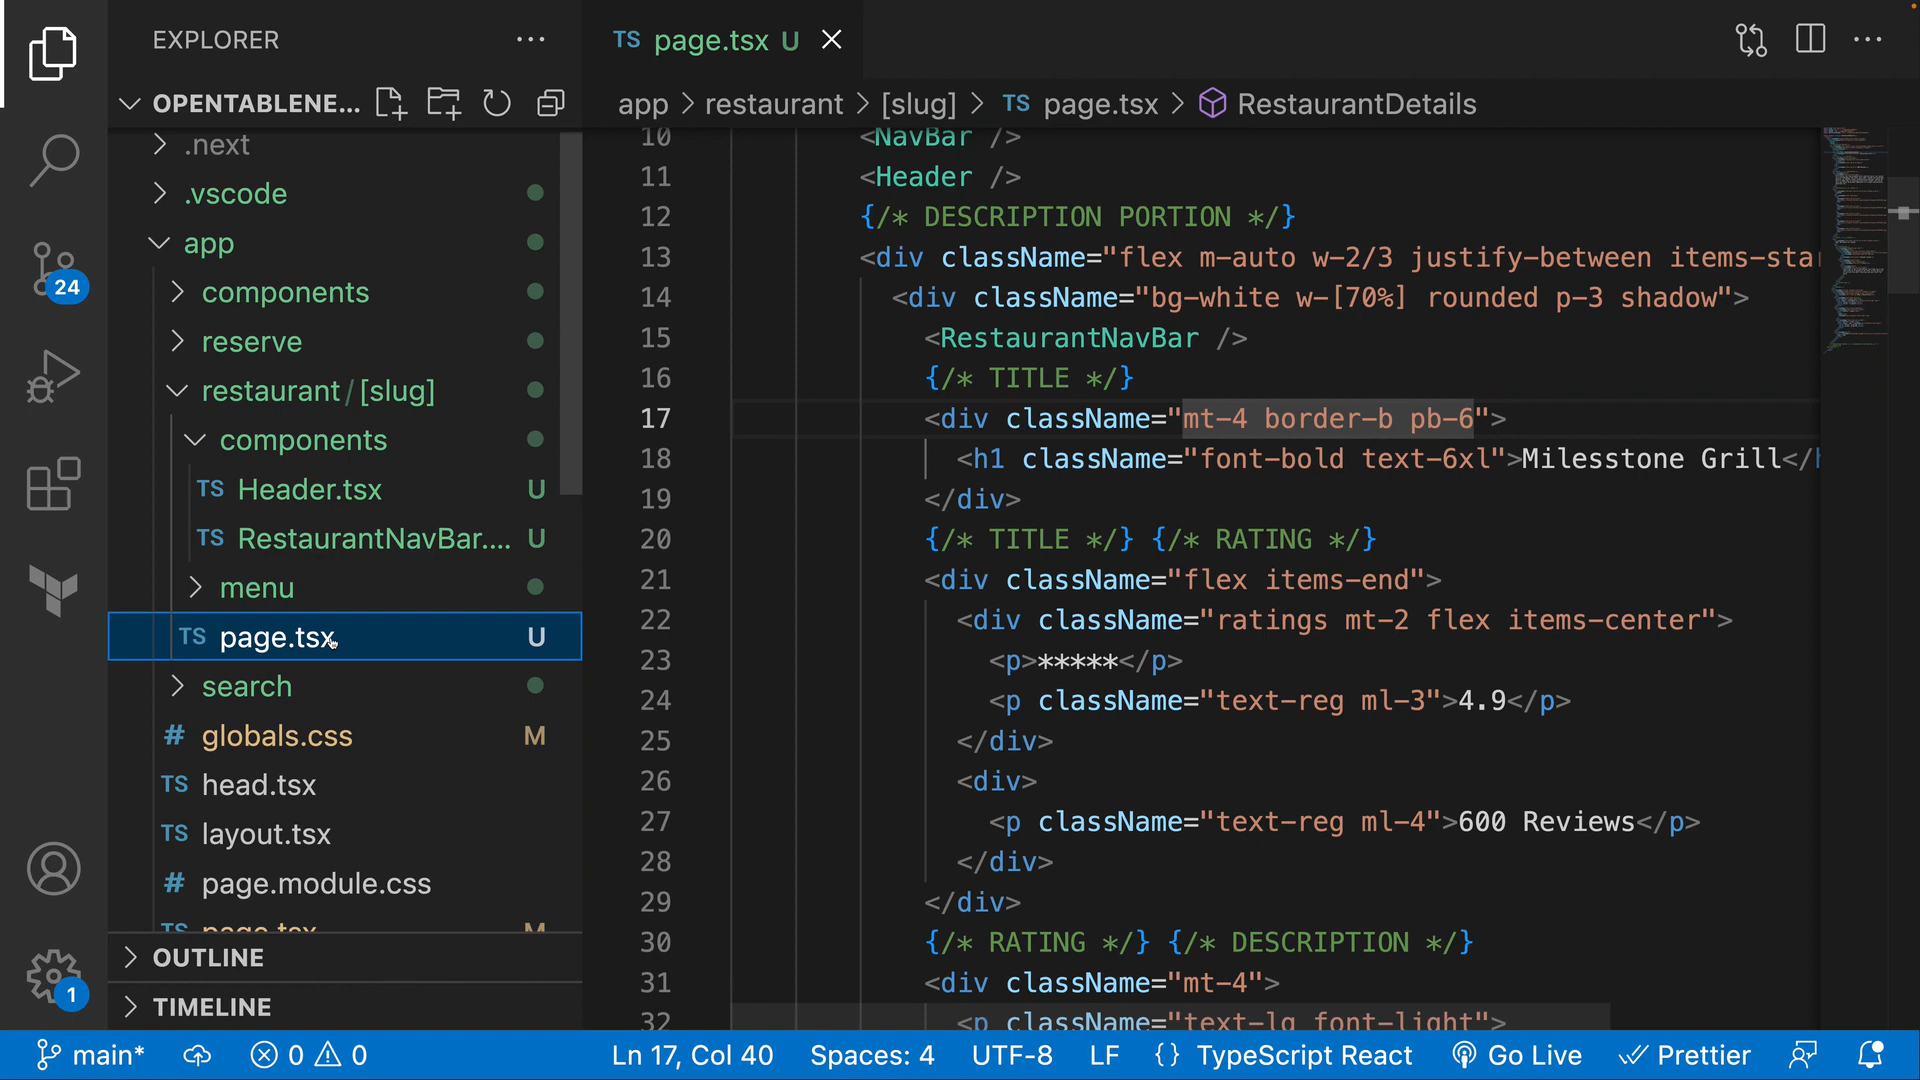 EXPLORER
OPENTABLENE...
.next
.vscode
app
components
reserve
restaurant/[slug]
components
TS Header.tsx U
TS RestaurantNavBar.... U
menu
TS page.tsx U
search
# globals.css M
TS head.tsx
TS layout.tsx
# page.module.css
TS page.tsx M
OUTLINE
TIMELINE
24
1
TS page.tsx U
app > restaurant > [slug] > TS page.tsx > RestaurantDetails
10 <NavBar />
11 <Header />
12 {/* DESCRIPTION PORTION */}
13 <div className="flex m-auto w-2/3 justify-between items-star
14 <div className="bg-white w-[70%] rounded p-3 shadow">
15 <RestaurantNavBar />
16 {/* TITLE */}
17 <div className="mt-4 border-b pb-6">
18 <h1 className="font-bold text-6xl">Milesstone Grill</h
19 </div>
20 {/* TITLE */} {/* RATING */}
21 <div className="flex items-end">
22 <div className="ratings mt-2 flex items-center">
23 <p>*****</p>
24 <p className="text-reg ml-3">4.9</p>
25 </div>
26 <div>
27 <p className="text-reg ml-4">600 Reviews</p>
28 </div>
29 </div>
30 {/* RATING */} {/* DESCRIPTION */}
31 <div className="mt-4">
32 <p className="text-lg font-light">
main* 0 0 Ln 17, Col 40 Spaces: 4 UTF-8 LF {} TypeScript React Go Live Prettier